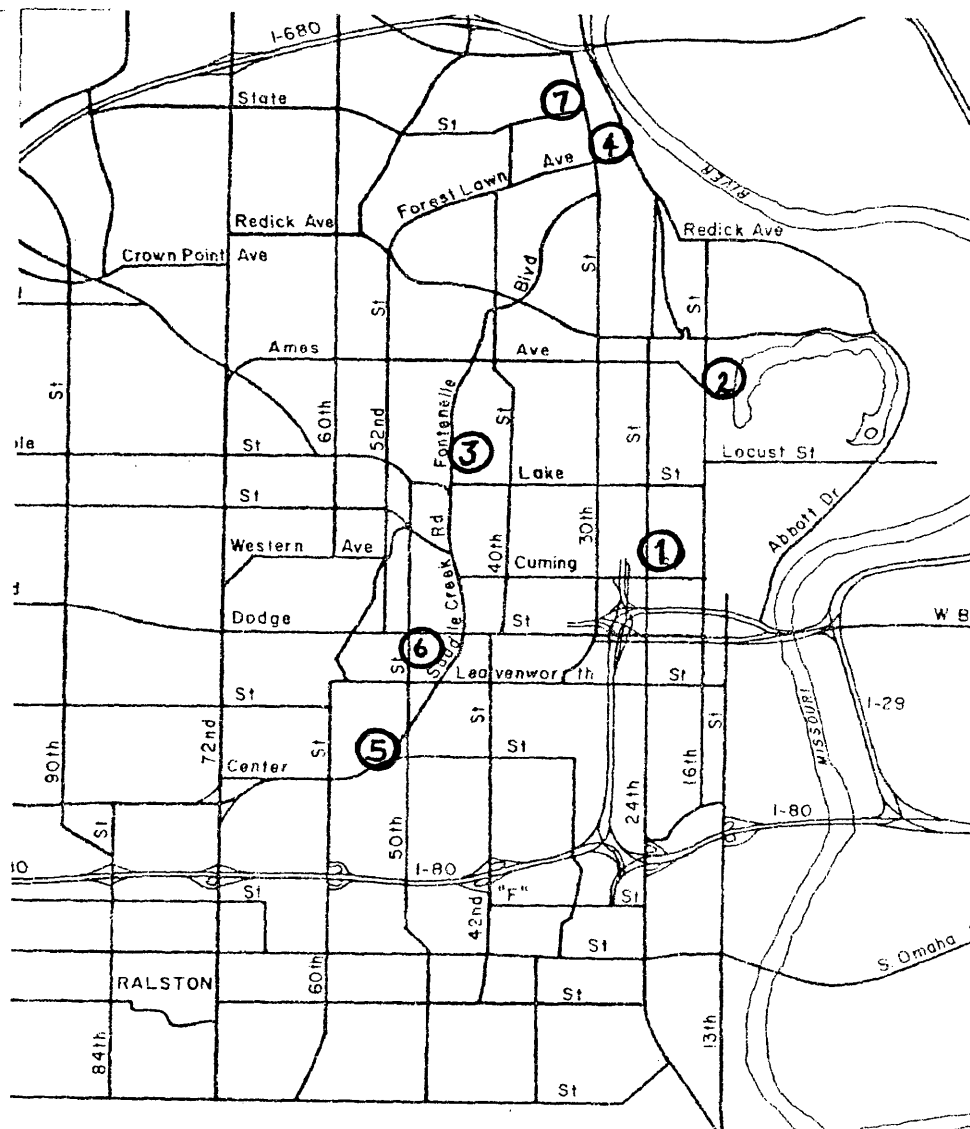 I-680
State
7
St
4
Ave
RIVER
Forest Lawn
Redick Ave
Redick Ave
Crown Point Ave
Blvd
St
St
St
Ames
Ave
2
St
60th
52nd
Fontenelle
St
St
St
3
Locust St
Lake
St
St
Abbott Dr
Western Ave
Rd
40th
30th
1
Cuming
Dodge
St
W B
6
Saddle Creek
St
Leavenworth
St
St
St
St
MISSOURI
I-29
5
St
St
90th
72nd
Center
24th
16th
St
50th
I-80
80
I-80
St
"F"
St
42nd
St
S. Omaha
RALSTON
60th
St
84th
13th
St